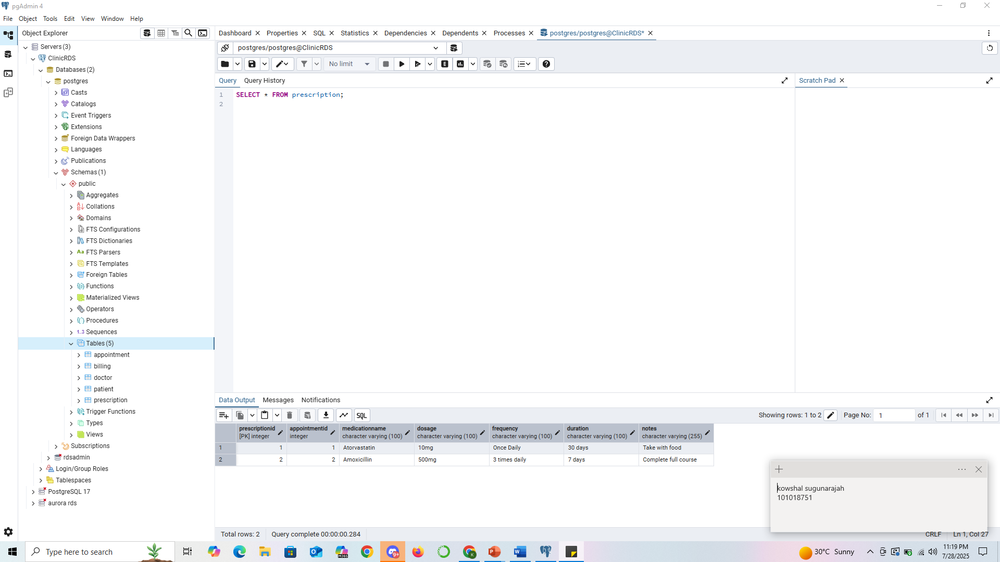 pgAdmin 4
File Object Tools Edit View Window Help
Object Explorer
Dashboard Properties SQL Statistics Dependencies Dependents Processes postgres/postgres@ClinicRDS*
Servers (3)
ClinicRDS
Databases (2)
postgres
Casts
Catalogs
Event Triggers
Extensions
Foreign Data Wrappers
Languages
Publications
Schemas (1)
public
Aggregates
Collations
Domains
FTS Configurations
FTS Dictionaries
Aa FTS Parsers
FTS Templates
Foreign Tables
Functions
Materialized Views
Operators
Procedures
1..3 Sequences
Tables (5)
appointment
billing
doctor
patient
prescription
Trigger Functions
Types
Views
Subscriptions
rdsadmin
Login/Group Roles
Tablespaces
PostgreSQL 17
aurora rds
postgres/postgres@ClinicRDS
No limit
E
Query Query History
Scratch Pad
1 SELECT * FROM prescription;
2
Data Output Messages Notifications
SQL
Showing rows: 1 to 2 Page No: 1 of 1
prescriptionid appointmentid medicationname dosage frequency duration notes
[PK] integer integer character varying (100) character varying (100) character varying (100) character varying (100) character varying (255)
1 1 1 Atorvastatin 10mg Once Daily 30 days Take with food
2 2 2 Amoxicillin 500mg 3 times daily 7 days Complete full course
kowshal sugunarajah
101018751
Total rows: 2 Query complete 00:00:00.284 CRLF Ln 1, Col 27
Type here to search
M365
9+
K
P
W
30°C Sunny
11:19 PM
7/28/2025